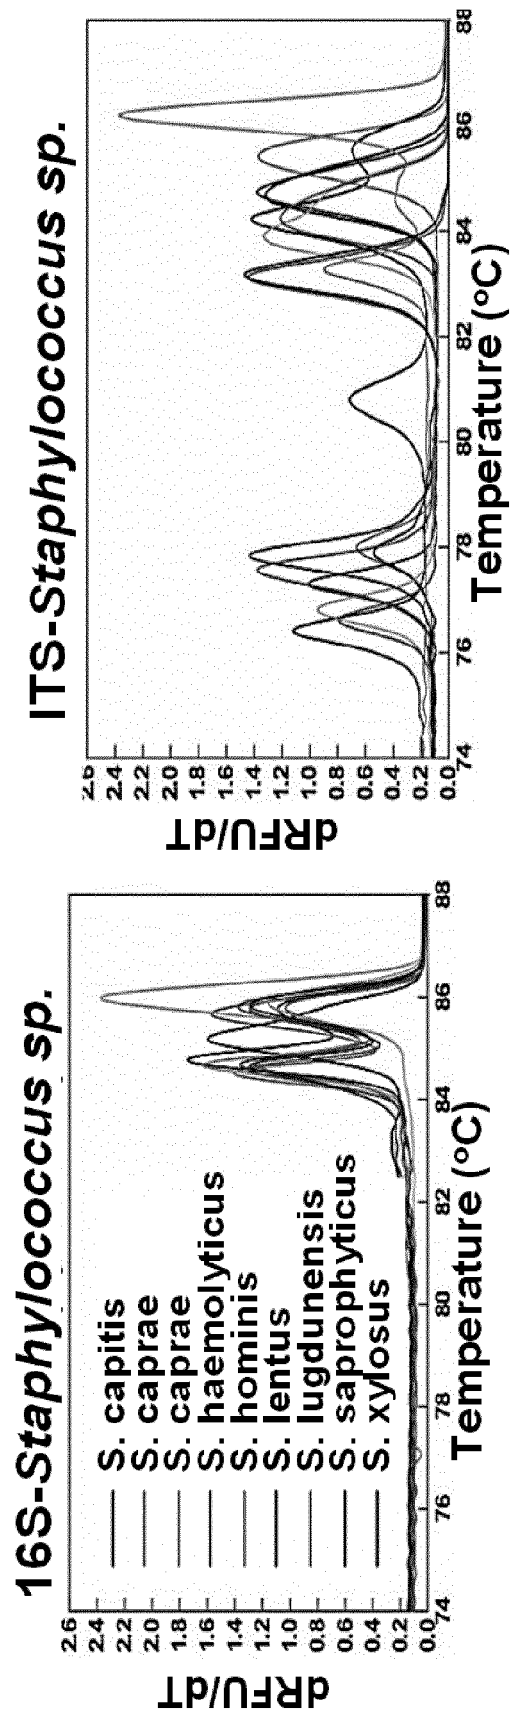 16S-Staphylococcus sp.
dRFU/dT
2.6
2.4
2.2
2.0
1.8
1.6
1.4
1.2
1.0
0.8
0.6
0.4
0.2
0.0
S. capitis
S. caprae
S. caprae
S. haemolyticus
S. hominis
S. lentus
S. lugdunensis
S. saprophyticus
S. xylosus
74 76 78 80 82 84 86 88
Temperature (°C)
ITS-Staphylococcus sp.
dRFU/dT
2.6
2.4
2.2
2.0
1.8
1.6
1.4
1.2
1.0
0.8
0.6
0.4
0.2
0.0
74 76 78 80 82 84 86 88
Temperature (°C)